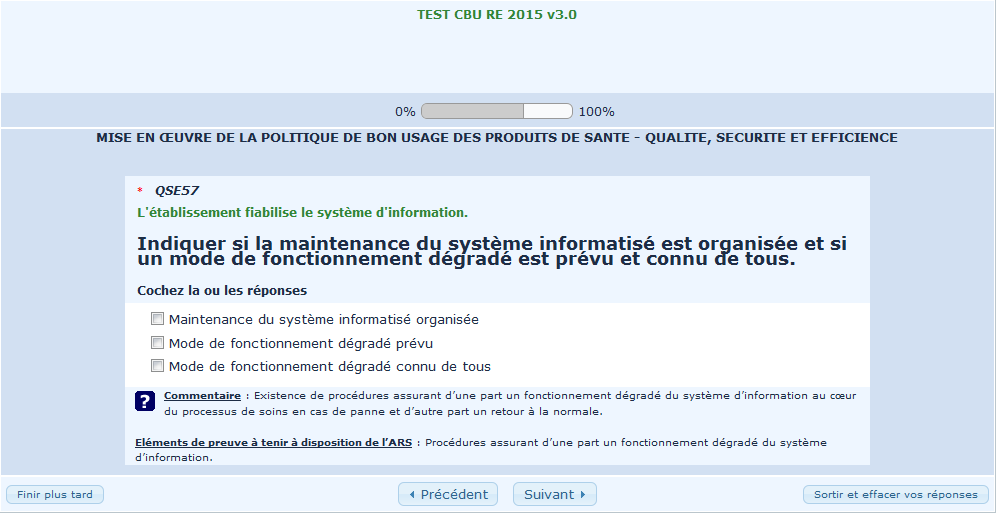 TEST CBU RE 2015 v3.0
0% 100%
MISE EN ŒUVRE DE LA POLITIQUE DE BON USAGE DES PRODUITS DE SANTE - QUALITE, SECURITE ET EFFICIENCE
* QSE57
L'établissement fiabilise le système d'information.
Indiquer si la maintenance du système informatisé est organisée et si
un mode de fonctionnement dégradé est prévu et connu de tous.
Cochez la ou les réponses
Maintenance du système informatisé organisée
Mode de fonctionnement dégradé prévu
Mode de fonctionnement dégradé connu de tous
? Commentaire : Existence de procédures assurant d’une part un fonctionnement dégradé du système d’information au cœur
du processus de soins en cas de panne et d’autre part un retour à la normale.
Eléments de preuve à tenir à disposition de l’ARS : Procédures assurant d’une part un fonctionnement dégradé du système
d’information.
Finir plus tard Précédent Suivant Sortir et effacer vos réponses